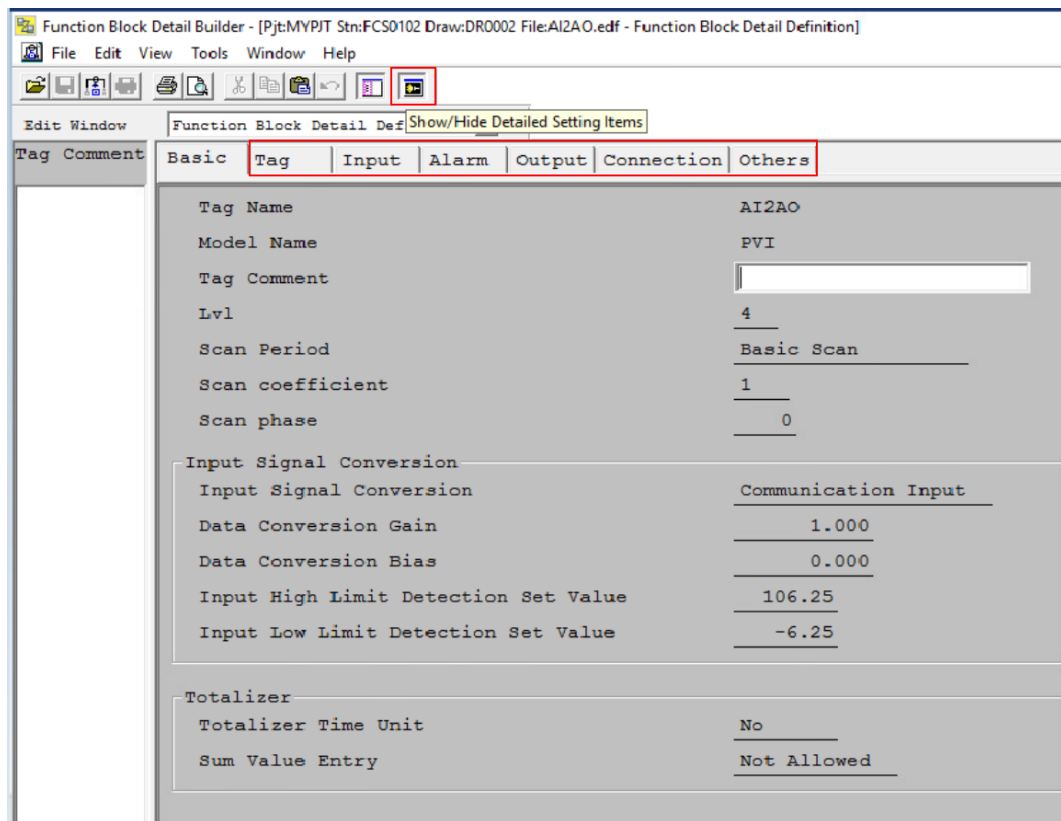 Function Block Detail Builder - [Pjt:MYPJT Stn:FCS0102 Draw:DR0002 File:AI2AO.edf - Function Block Detail Definition]
File Edit View Tools Window Help
Show/Hide Detailed Setting Items
Edit Window Function Block Detail Def
Tag Comment Basic Tag Input Alarm Output Connection Others
Tag Name AI2AO
Model Name PVI
Tag Comment
Lvl 4
Scan Period Basic Scan
Scan coefficient 1
Scan phase 0
Input Signal Conversion
Input Signal Conversion Communication Input
Data Conversion Gain 1.000
Data Conversion Bias 0.000
Input High Limit Detection Set Value 106.25
Input Low Limit Detection Set Value -6.25
Totalizer
Totalizer Time Unit No
Sum Value Entry Not Allowed